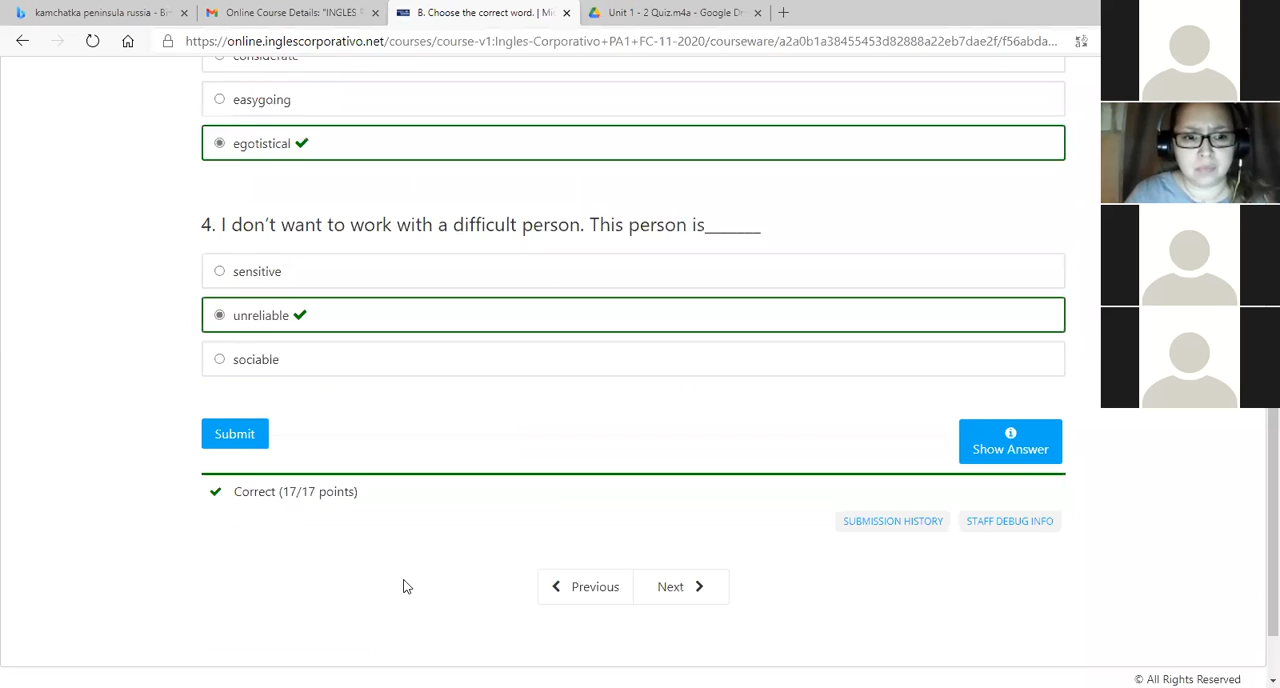 kamchatka peninsula russia - Bin
Online Course Details: "INGLES
B. Choose the correct word. | Mi
Unit 1 - 2 Quiz.m4a - Google Dr
https://online.inglescorporativo.net/courses/course-v1:Ingles-Corporativo+PA1+FC-11-2020/courseware/a2a0b1a38455453d82888a22eb7dae2f/f56abda...
considerate
easygoing
egotistical
4. I don't want to work with a difficult person. This person is_______
sensitive
unreliable
sociable
Submit
Show Answer
Correct (17/17 points)
SUBMISSION HISTORY
STAFF DEBUG INFO
Previous
Next
© All Rights Reserved